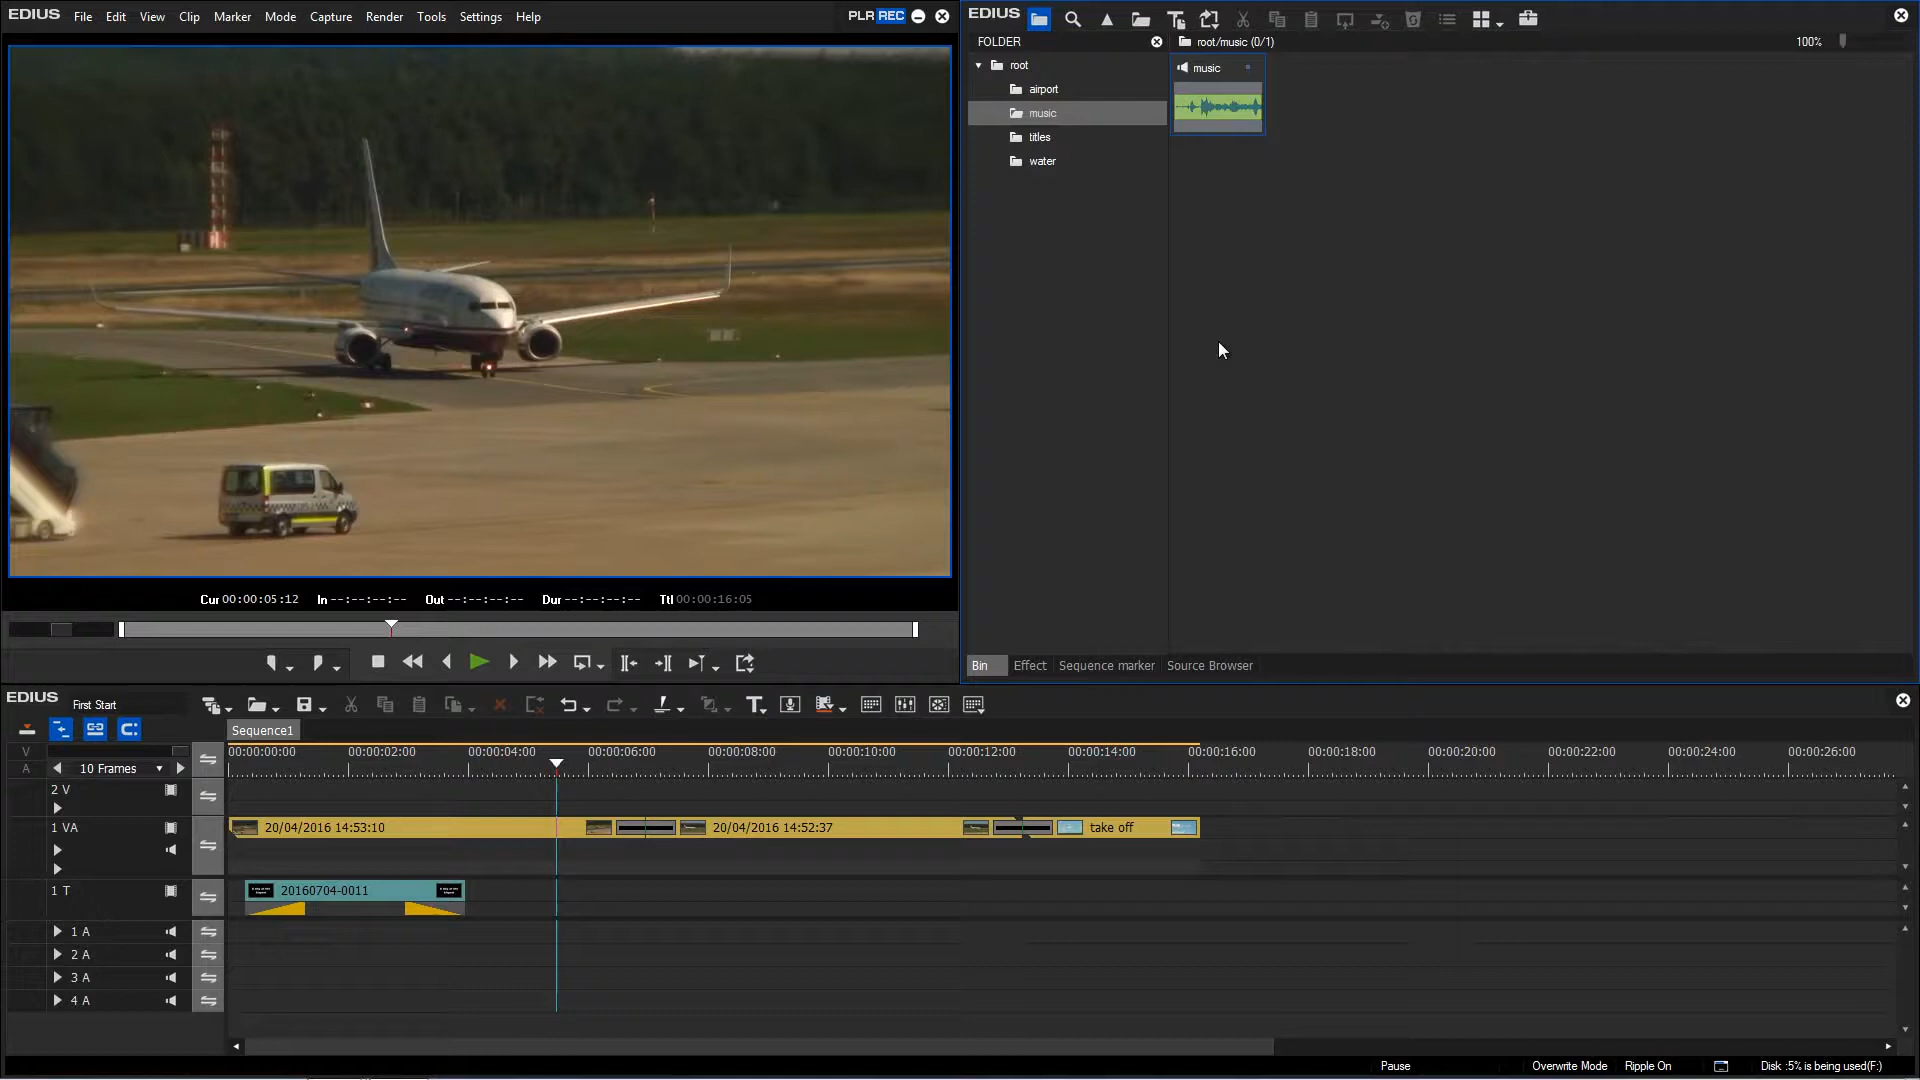 EDIUS File Edit View Clip Marker Mode Capture Render Tools Settings Help PLR REC
EDIUS
FOLDER
root/music (0/1)
100%
root
airport
music
titles
water
music
Cur 00:00:05:12 In --:--:--:-- Out --:--:--:-- Dur --:--:--:-- Ttl 00:00:16:05
Bin Effect Sequence marker Source Browser
EDIUS First Start
Sequence1
V
A
10 Frames
00:00:00:00 00:00:02:00 00:00:04:00 00:00:06:00 00:00:08:00 00:00:10:00 00:00:12:00 00:00:14:00 00:00:16:00 00:00:18:00 00:00:20:00 00:00:22:00 00:00:24:00 00:00:26:00
2 V
1 VA 20/04/2016 14:53:10 20/04/2016 14:52:37 take off
1 T 20160704-0011
1 A
2 A
3 A
4 A
Pause Overwrite Mode Ripple On Disk :5% is being used(F:)